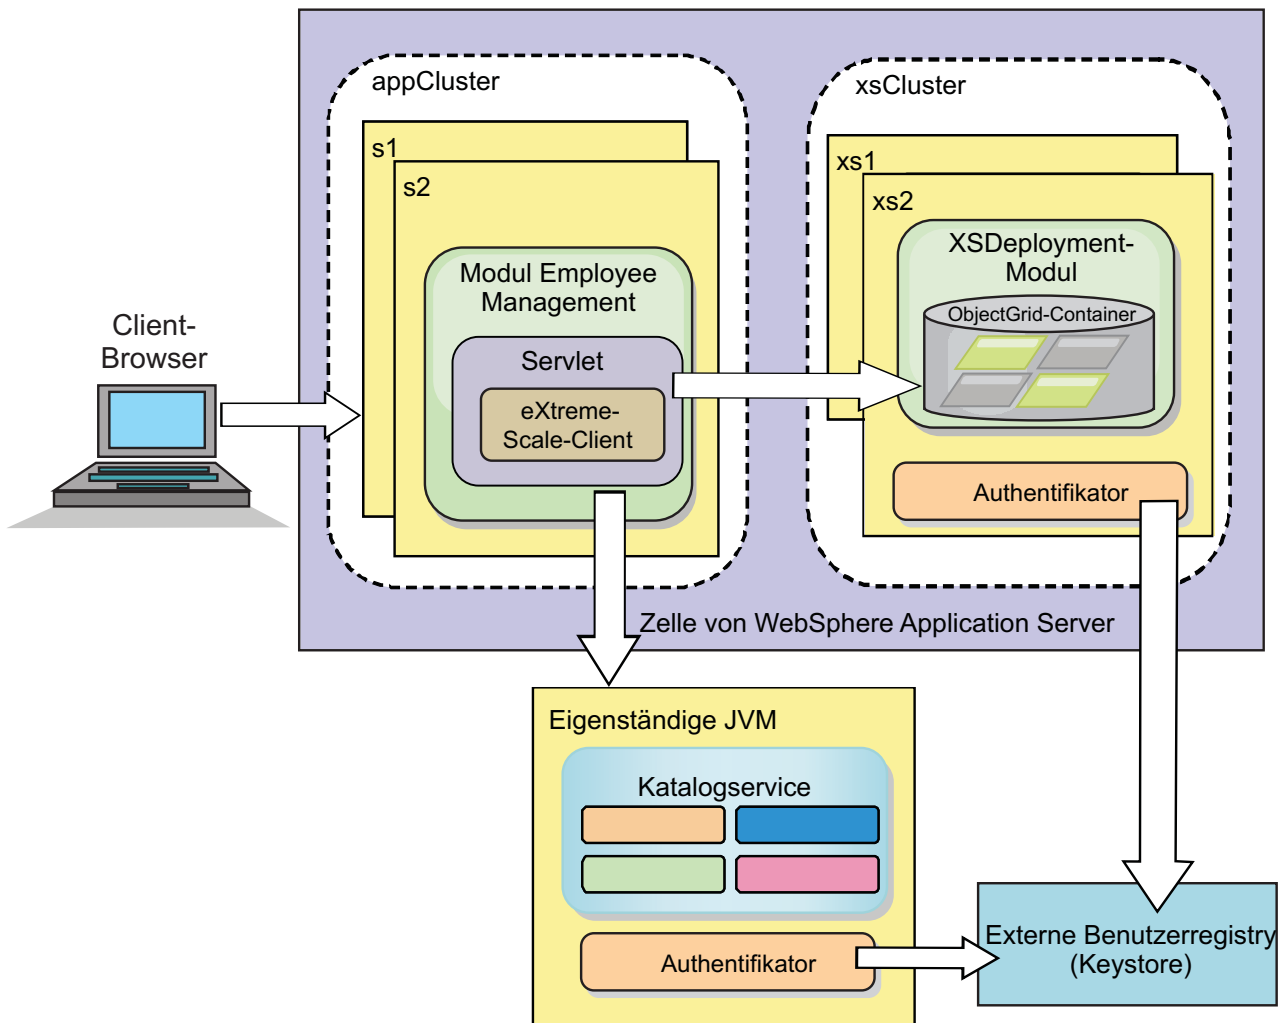 appCluster
xsCluster
s1
s2
xs1
xs2
Modul Employee
Management
XSDeployment-
Modul
ObjectGrid-Container
Client-
Browser
Servlet
eXtreme-
Scale-Client
Authentifikator
Zelle von WebSphere Application Server
Eigenständige JVM
Katalogservice
Authentifikator
Externe Benutzerregistry
(Keystore)